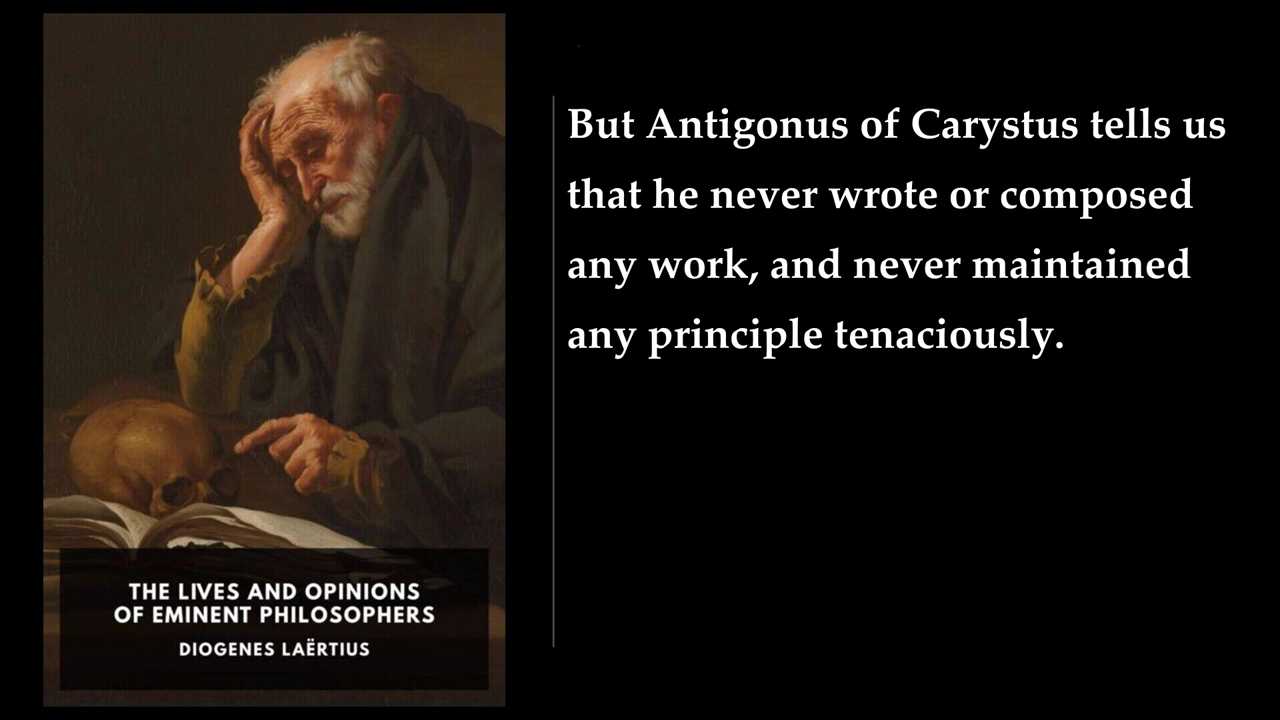 But Antigonus of Carystus tells us
that he never wrote or composed
any work, and never maintained
any principle tenaciously.
THE LIVES AND OPINIONS
OF EMINENT PHILOSOPHERS
DIOGENES LAËRTIUS